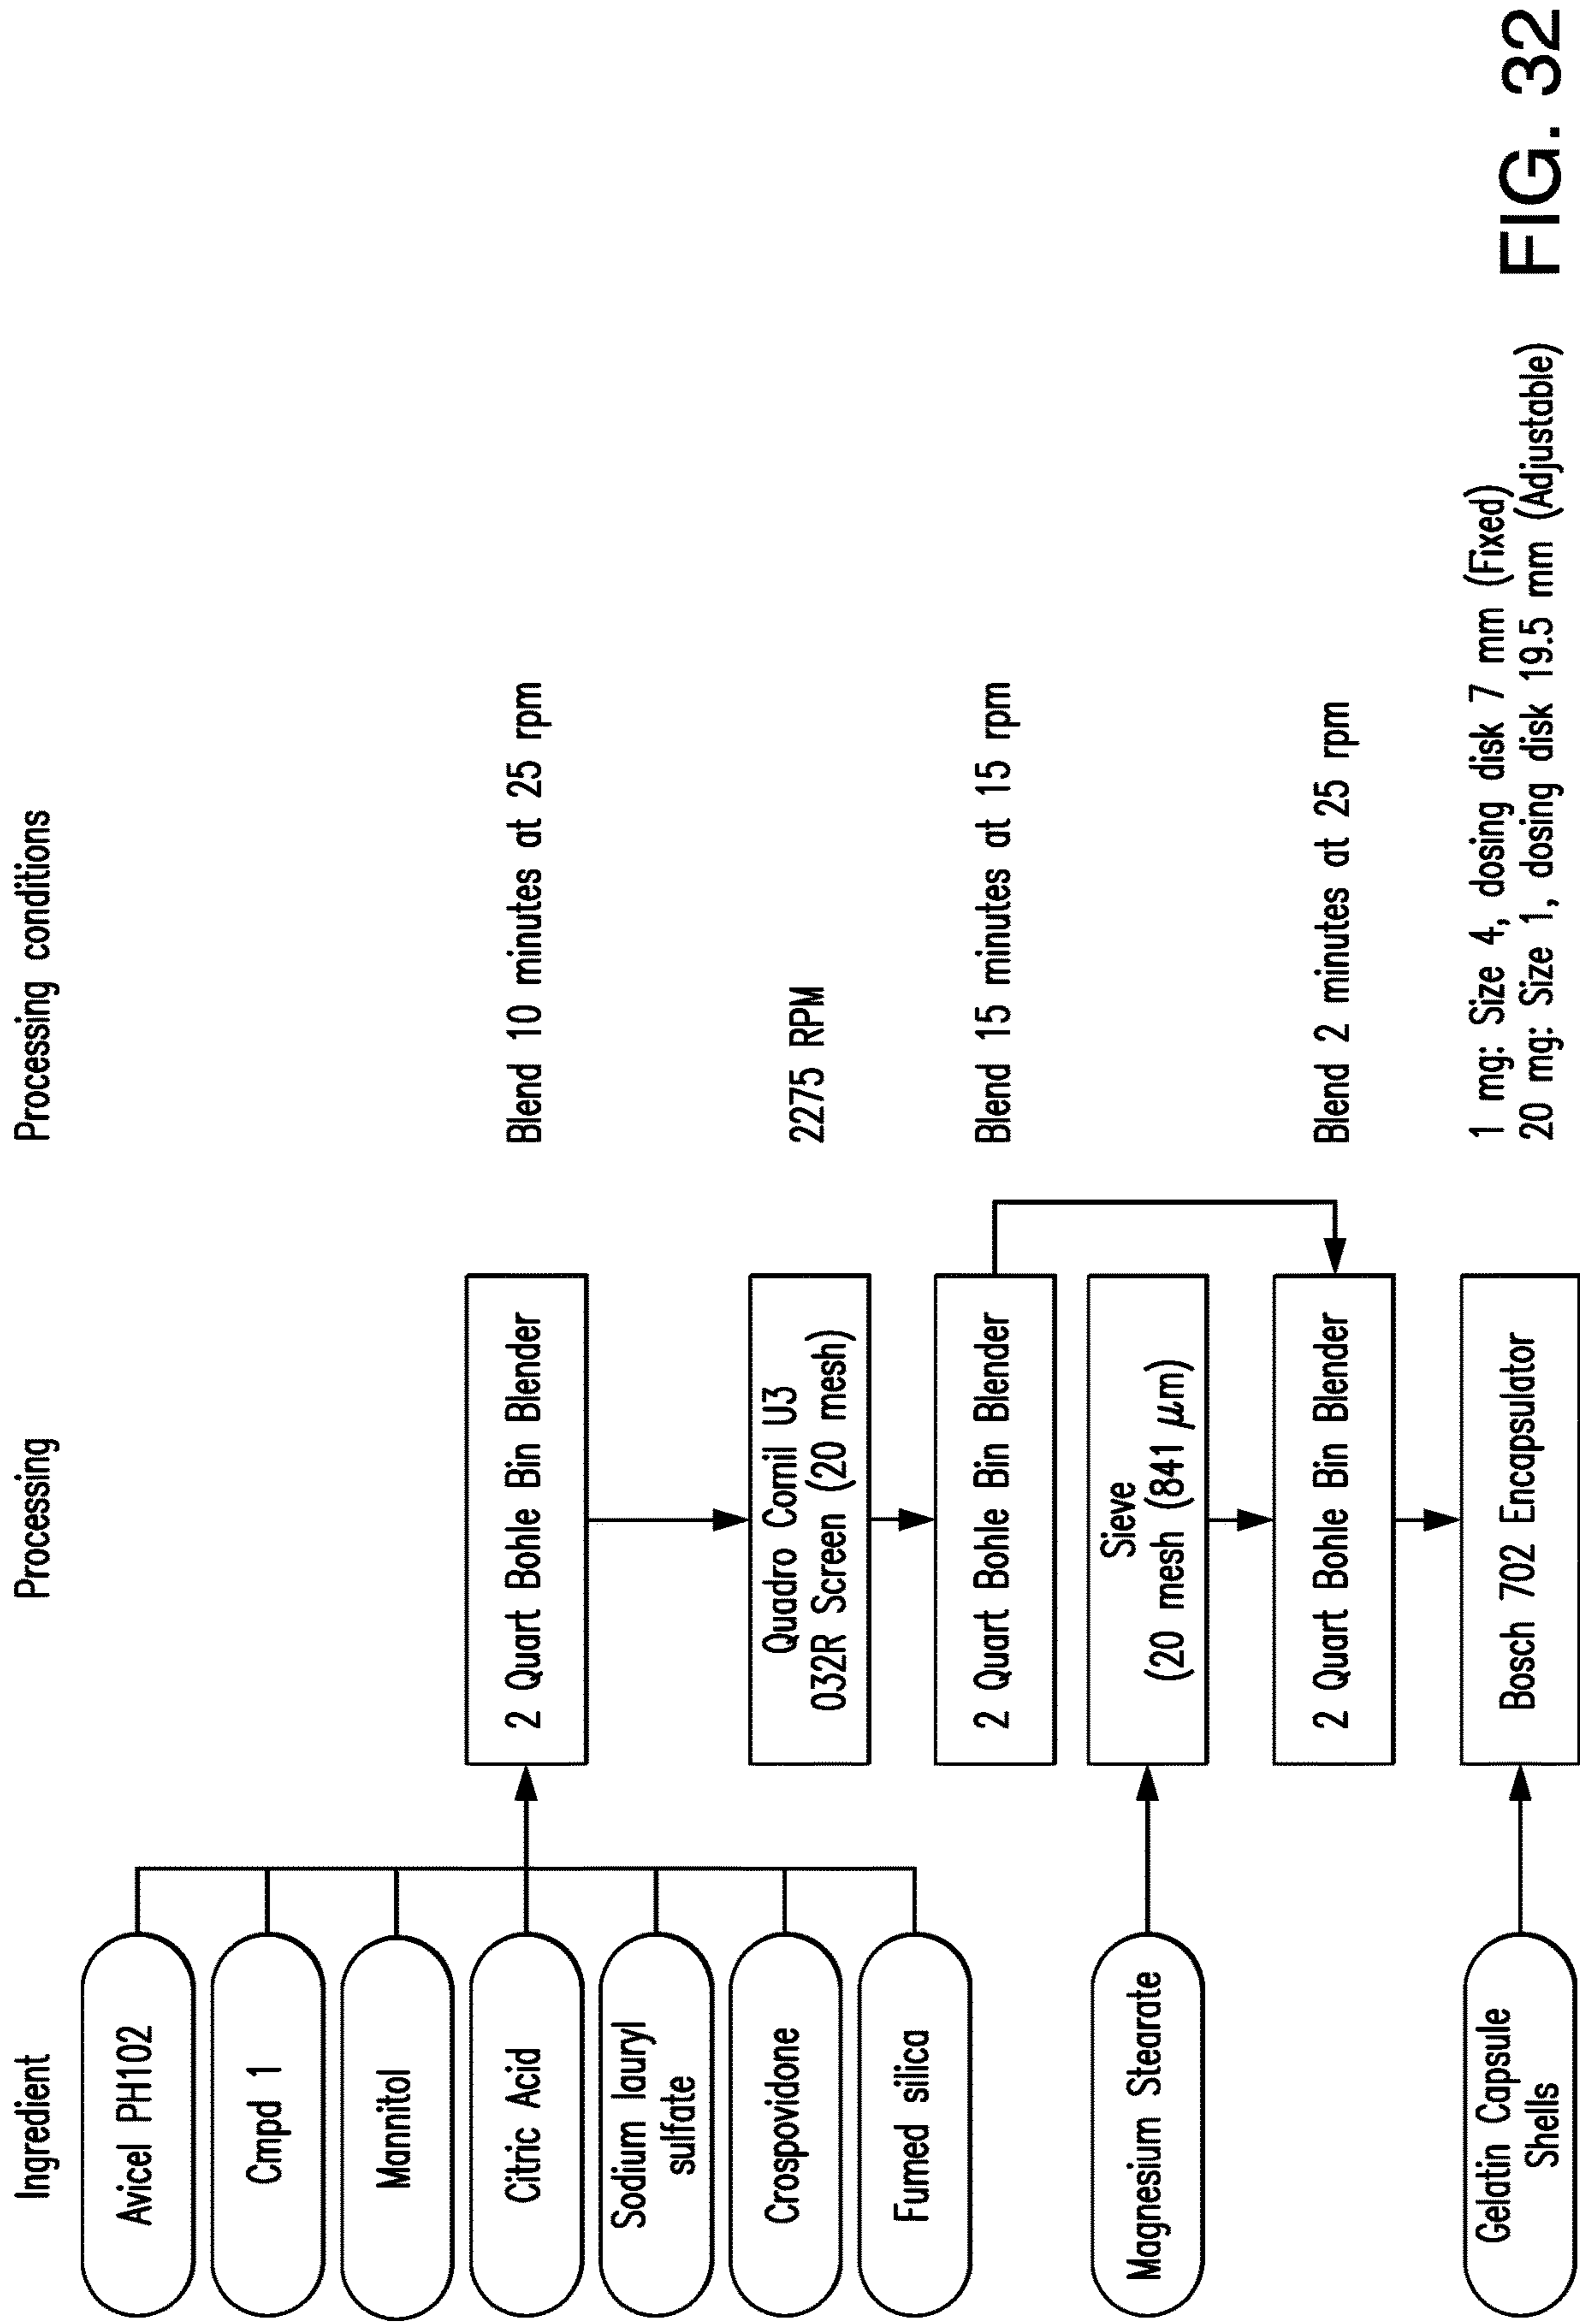 Ingredient
Processing
Processing conditions
Avicel PH102
Cmpd 1
Mannitol
Citric Acid
2 Quart Bohle Bin Blender
Blend 10 minutes at 25 rpm
Sodium lauryl
sulfate
Crospovidone
Quadro Comil U3
032R Screen (20 mesh)
2275 RPM
Fumed silica
2 Quart Bohle Bin Blender
Blend 15 minutes at 15 rpm
Magnesium Stearate
Sieve
(20 mesh (841 μm)
2 Quart Bohle Bin Blender
Blend 2 minutes at 25 rpm
Gelatin Capsule
Shells
Bosch 702 Encapsulator
1 mg: Size 4, dosing disk 7 mm (Fixed)
20 mg: Size 1, dosing disk 19.5 mm (Adjustable)
FIG. 32